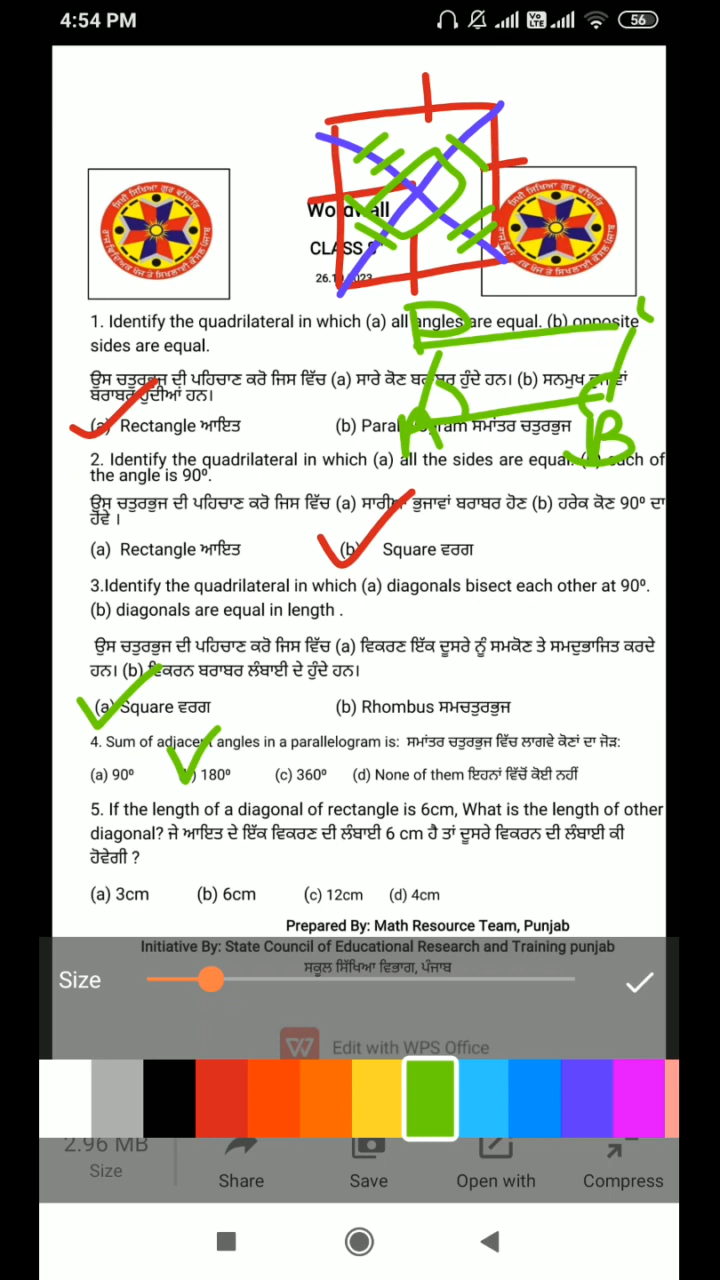 4:54 PM
Vo LTE
56
Wordwall
CLASS 8
1. Identify the quadrilateral in which (a) all angles are equal. (b) opposite
sides are equal.
ਉਸ ਚਤੁਰਭੁਜ ਦੀ ਪਹਿਚਾਣ ਕਰੋ ਜਿਸ ਵਿੱਚ (a) ਸਾਰੇ ਕੋਣ ਬਰਾਬਰ ਹੁੰਦੇ ਹਨ। (b) ਸਨਮੁਖ ਭੁਜਾਵਾਂ
ਬਰਾਬਰ ਹੁੰਦੀਆਂ ਹਨ।
(a) Rectangle ਆਇਤ (b) Parallelogram ਸਮਾਂਤਰ ਚਤੁਰਭੁਜ
D
A
B
2. Identify the quadrilateral in which (a) all the sides are equal. (b) each of
the angle is 90º.
ਉਸ ਚਤੁਰਭੁਜ ਦੀ ਪਹਿਚਾਣ ਕਰੋ ਜਿਸ ਵਿੱਚ (a) ਸਾਰੀਆਂ ਭੁਜਾਵਾਂ ਬਰਾਬਰ ਹੋਣ (b) ਹਰੇਕ ਕੋਣ 90º ਦਾ
ਹੋਵੇ ।
(a) Rectangle ਆਇਤ (b) Square ਵਰਗ
3.Identify the quadrilateral in which (a) diagonals bisect each other at 90º.
(b) diagonals are equal in length .
ਉਸ ਚਤੁਰਭੁਜ ਦੀ ਪਹਿਚਾਣ ਕਰੋ ਜਿਸ ਵਿੱਚ (a) ਵਿਕਰਣ ਇੱਕ ਦੂਸਰੇ ਨੂੰ ਸਮਕੋਣ ਤੇ ਸਮਦੁਭਾਜਿਤ ਕਰਦੇ
ਹਨ। (b) ਵਿਕਰਨ ਬਰਾਬਰ ਲੰਬਾਈ ਦੇ ਹੁੰਦੇ ਹਨ।
(a) Square ਵਰਗ (b) Rhombus ਸਮਚਤੁਰਭੁਜ
4. Sum of adjacent angles in a parallelogram is: ਸਮਾਂਤਰ ਚਤੁਰਭੁਜ ਵਿੱਚ ਲਾਗਵੇ ਕੋਣਾਂ ਦਾ ਜੋੜ:
(a) 90º (b) 180º (c) 360º (d) None of them ਇਹਨਾਂ ਵਿੱਚੋਂ ਕੋਈ ਨਹੀਂ
5. If the length of a diagonal of rectangle is 6cm, What is the length of other
diagonal? ਜੇ ਆਇਤ ਦੇ ਇੱਕ ਵਿਕਰਣ ਦੀ ਲੰਬਾਈ 6 cm ਹੈ ਤਾਂ ਦੂਸਰੇ ਵਿਕਰਨ ਦੀ ਲੰਬਾਈ ਕੀ
ਹੋਵੇਗੀ ?
(a) 3cm (b) 6cm (c) 12cm (d) 4cm
Prepared By: Math Resource Team, Punjab
Initiative By: State Council of Educational Research and Training punjab
ਸਕੂਲ ਸਿੱਖਿਆ ਵਿਭਾਗ, ਪੰਜਾਬ
Size
Edit with WPS Office
2.96 MB
Size
Share
Save
Open with
Compress